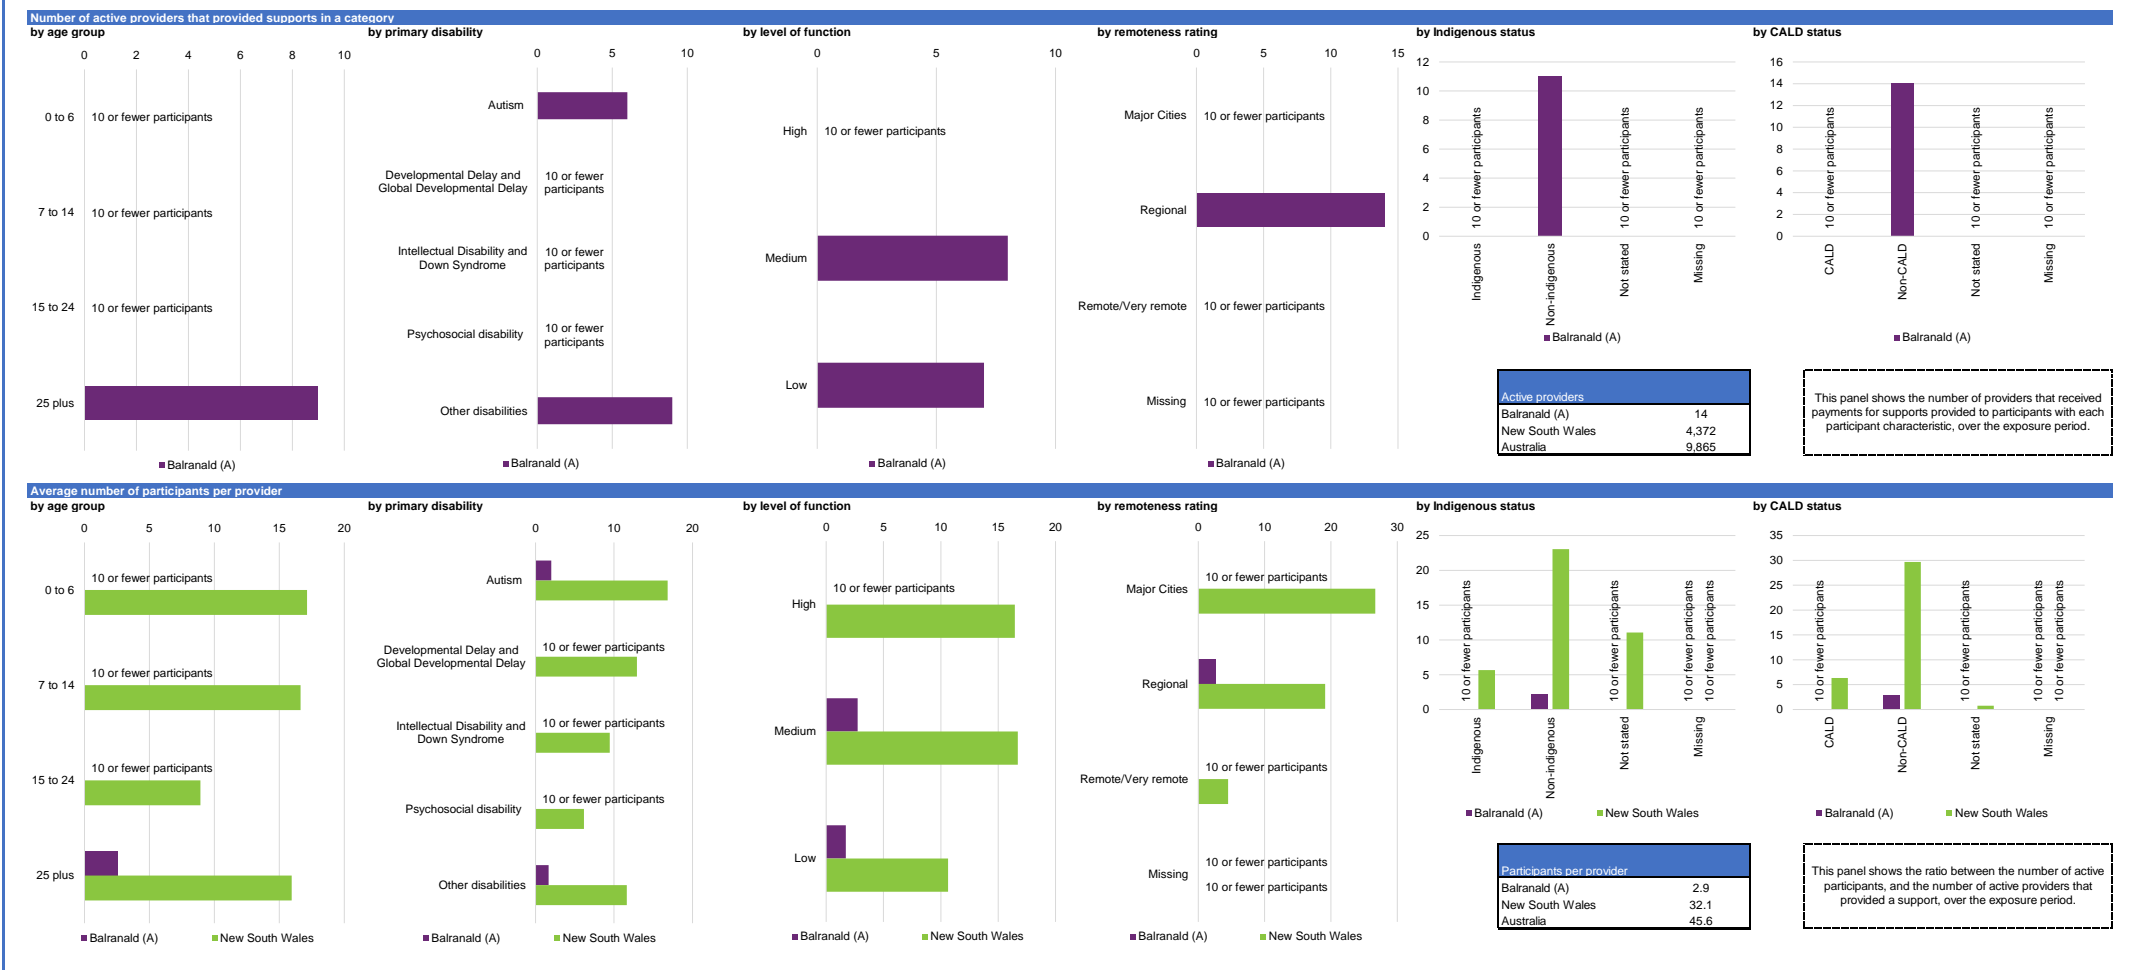 Number of active providers that provided supports in a category
by age group
0 2 4 6 8 10
0 to 6
10 or fewer participants
7 to 14
10 or fewer participants
15 to 24
10 or fewer participants
25 plus
Balranald (A)
by primary disability
0 5 10
Autism
Developmental Delay and
Global Developmental Delay
10 or fewer
participants
Intellectual Disability and
Down Syndrome
10 or fewer
participants
Psychosocial disability
10 or fewer
participants
Other disabilities
Balranald (A)
by level of function
0 5 10
High
10 or fewer participants
Medium
Low
Balranald (A)
by remoteness rating
0 5 10 15
Major Cities
10 or fewer participants
Regional
Remote/Very remote
10 or fewer participants
Missing
10 or fewer participants
Balranald (A)
by Indigenous status
12
10
8
6
4
2
0
10 or fewer participants
10 or fewer participants
10 or fewer participants
Indigenous
Non-indigenous
Not stated
Missing
Balranald (A)
by CALD status
16
14
12
10
8
6
4
2
0
10 or fewer participants
10 or fewer participants
10 or fewer participants
CALD
Non-CALD
Not stated
Missing
Balranald (A)
Active providers
Balranald (A) 14
New South Wales 4,372
Australia 9,865
This panel shows the number of providers that received
payments for supports provided to participants with each
participant characteristic, over the exposure period.
Average number of participants per provider
by age group
0 5 10 15 20
0 to 6
10 or fewer participants
7 to 14
10 or fewer participants
15 to 24
10 or fewer participants
25 plus
Balranald (A) New South Wales
by primary disability
0 10 20
Autism
Developmental Delay and
Global Developmental Delay
10 or fewer participants
Intellectual Disability and
Down Syndrome
10 or fewer participants
Psychosocial disability
10 or fewer participants
Other disabilities
Balranald (A) New South Wales
by level of function
0 5 10 15 20
High
10 or fewer participants
Medium
Low
Balranald (A) New South Wales
by remoteness rating
0 10 20 30
Major Cities
10 or fewer participants
Regional
Remote/Very remote
10 or fewer participants
Missing
10 or fewer participants
10 or fewer participants
Balranald (A) New South Wales
by Indigenous status
25
20
15
10
5
0
10 or fewer participants
10 or fewer participants
10 or fewer participants
10 or fewer participants
Indigenous
Non-indigenous
Not stated
Missing
Balranald (A) New South Wales
by CALD status
35
30
25
20
15
10
5
0
10 or fewer participants
10 or fewer participants
10 or fewer participants
10 or fewer participants
CALD
Non-CALD
Not stated
Missing
Balranald (A) New South Wales
Participants per provider
Balranald (A) 2.9
New South Wales 32.1
Australia 45.6
This panel shows the ratio between the number of active
participants, and the number of active providers that
provided a support, over the exposure period.